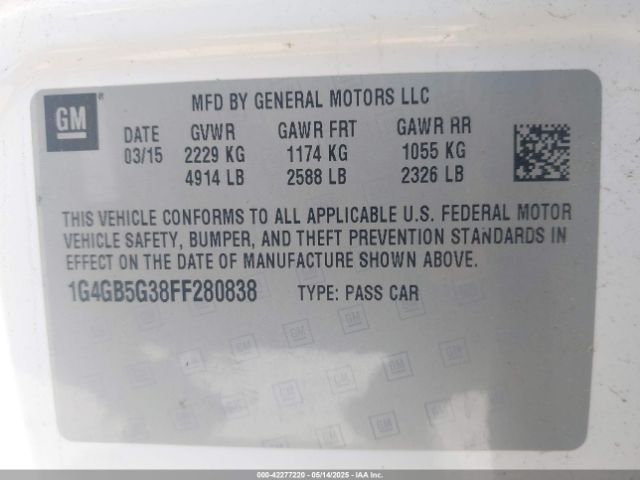 GM®
MFD BY GENERAL MOTORS LLC
DATE GVWR GAWR FRT GAWR RR
03/15 2229 KG 1174 KG 1055 KG
4914 LB 2588 LB 2326 LB
THIS VEHICLE CONFORMS TO ALL APPLICABLE U.S. FEDERAL MOTOR
VEHICLE SAFETY, BUMPER, AND THEFT PREVENTION STANDARDS IN
EFFECT ON THE DATE OF MANUFACTURE SHOWN ABOVE.
1G4GB5G38FF280838 TYPE: PASS CAR
000-42277220 - 05/14/2025 - IAA Inc.